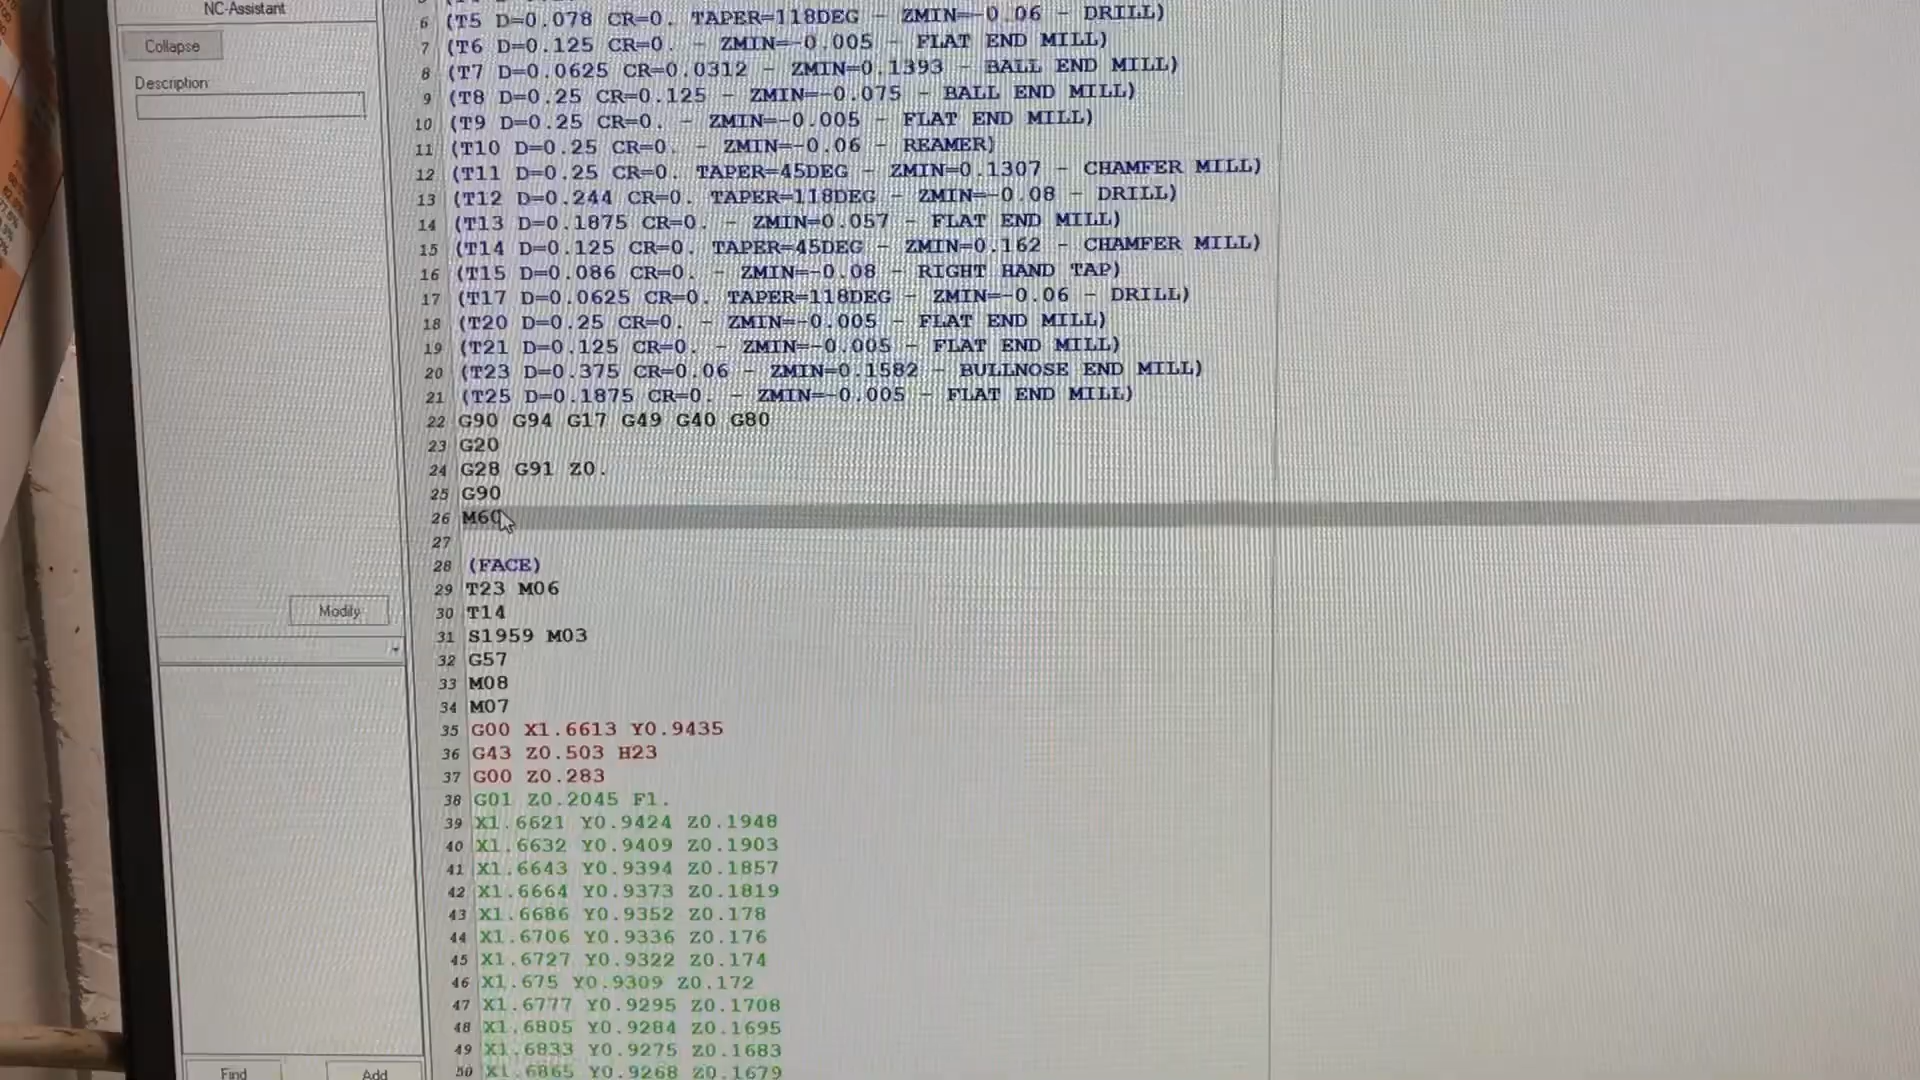 NC-Assistant
Collapse
Description
Modify
Find
Add
6 (T5 D=0.078 CR=0. TAPER=118DEG - ZMIN=-0.06 - DRILL)
7 (T6 D=0.125 CR=0. - ZMIN=-0.005 - FLAT END MILL)
8 (T7 D=0.0625 CR=0.0312 - ZMIN=0.1393 - BALL END MILL)
9 (T8 D=0.25 CR=0.125 - ZMIN=-0.075 - BALL END MILL)
10 (T9 D=0.25 CR=0. - ZMIN=-0.005 - FLAT END MILL)
11 (T10 D=0.25 CR=0. - ZMIN=-0.06 - REAMER)
12 (T11 D=0.25 CR=0. TAPER=45DEG - ZMIN=0.1307 - CHAMFER MILL)
13 (T12 D=0.244 CR=0. TAPER=118DEG - ZMIN=-0.08 - DRILL)
14 (T13 D=0.1875 CR=0. - ZMIN=0.057 - FLAT END MILL)
15 (T14 D=0.125 CR=0. TAPER=45DEG - ZMIN=0.162 - CHAMFER MILL)
16 (T15 D=0.086 CR=0. - ZMIN=-0.08 - RIGHT HAND TAP)
17 (T17 D=0.0625 CR=0. TAPER=118DEG - ZMIN=-0.06 - DRILL)
18 (T20 D=0.25 CR=0. - ZMIN=-0.005 - FLAT END MILL)
19 (T21 D=0.125 CR=0. - ZMIN=-0.005 - FLAT END MILL)
20 (T23 D=0.375 CR=0.06 - ZMIN=0.1582 - BULLNOSE END MILL)
21 (T25 D=0.1875 CR=0. - ZMIN=-0.005 - FLAT END MILL)
22 G90 G94 G17 G49 G40 G80
23 G20
24 G28 G91 Z0.
25 G90
26 M60
27
28 (FACE)
29 T23 M06
30 T14
31 S1959 M03
32 G57
33 M08
34 M07
35 G00 X1.6613 Y0.9435
36 G43 Z0.503 H23
37 G00 Z0.283
38 G01 Z0.2045 F1.
39 X1.6621 Y0.9424 Z0.1948
40 X1.6632 Y0.9409 Z0.1903
41 X1.6643 Y0.9394 Z0.1857
42 X1.6664 Y0.9373 Z0.1819
43 X1.6686 Y0.9352 Z0.178
44 X1.6706 Y0.9336 Z0.176
45 X1.6727 Y0.9322 Z0.174
46 X1.675 Y0.9309 Z0.172
47 X1.6777 Y0.9295 Z0.1708
48 X1.6805 Y0.9284 Z0.1695
49 X1.6833 Y0.9275 Z0.1683
50 X1.6865 Y0.9268 Z0.1679